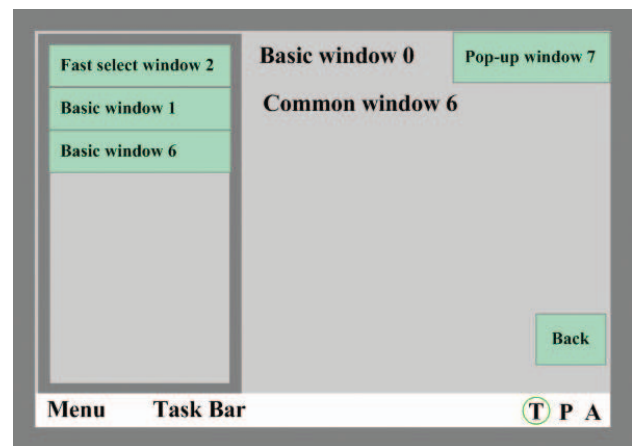 Fast select window 2
Basic window 1
Basic window 6
Basic window 0
Pop-up window 7
Common window 6
Back
Menu
Task Bar
T P A